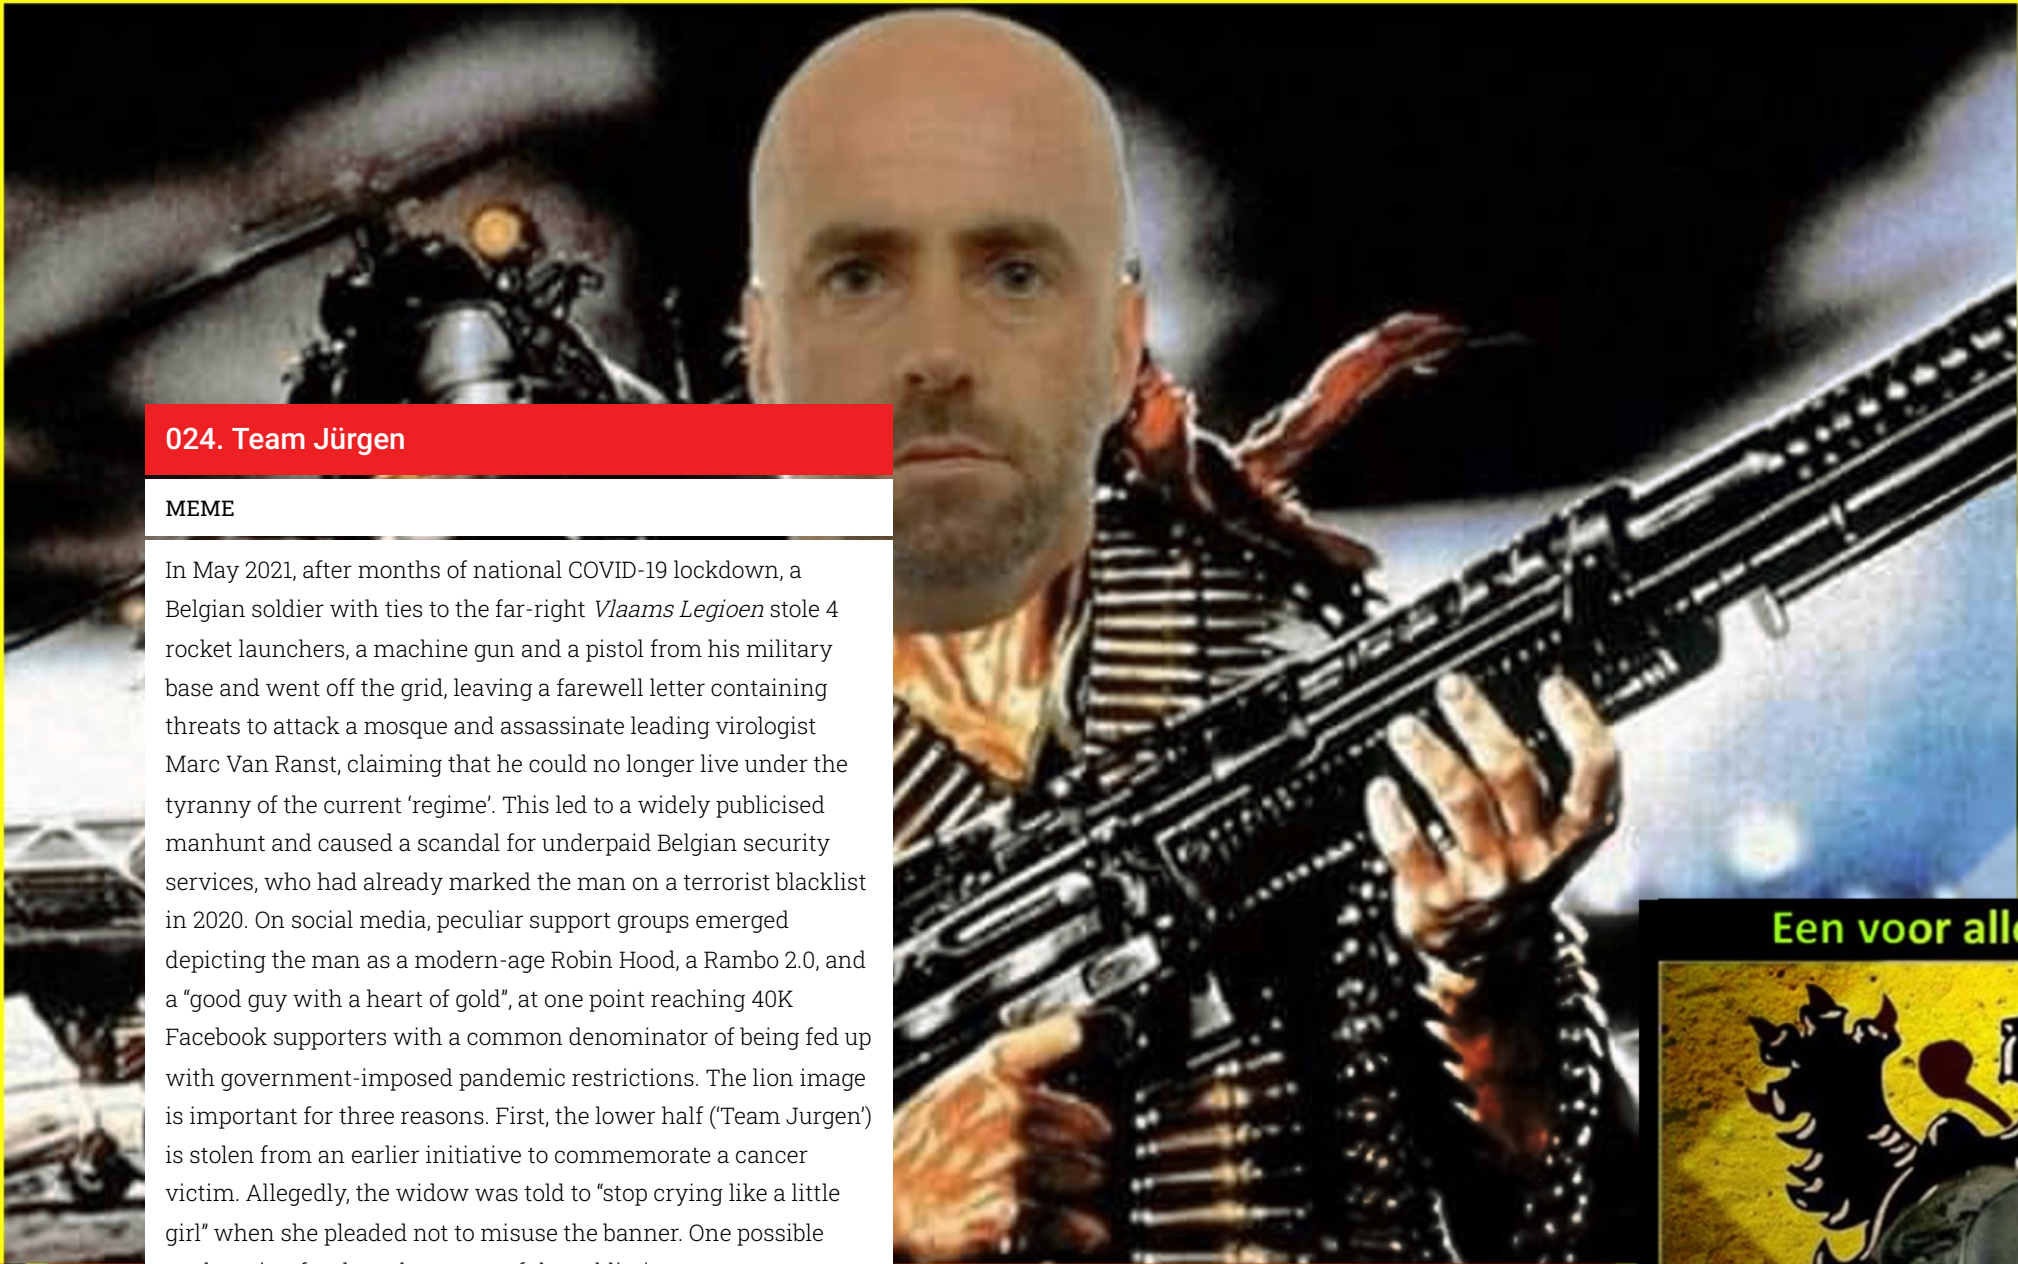 024. Team Jürgen
MEME
In May 2021, after months of national COVID-19 lockdown, a
Belgian soldier with ties to the far-right Vlaams Legioen stole 4
rocket launchers, a machine gun and a pistol from his military
base and went off the grid, leaving a farewell letter containing
threats to attack a mosque and assassinate leading virologist
Marc Van Ranst, claiming that he could no longer live under the
tyranny of the current ‘regime’. This led to a widely publicised
manhunt and caused a scandal for underpaid Belgian security
services, who had already marked the man on a terrorist blacklist
in 2020. On social media, peculiar support groups emerged
depicting the man as a modern-age Robin Hood, a Rambo 2.0, and
a “good guy with a heart of gold”, at one point reaching 40K
Facebook supporters with a common denominator of being fed up
with government-imposed pandemic restrictions. The lion image
is important for three reasons. First, the lower half (‘Team Jurgen’)
is stolen from an earlier initiative to commemorate a cancer
victim. Allegedly, the widow was told to “stop crying like a little
girl” when she pleaded not to misuse the banner. One possible
Een voor